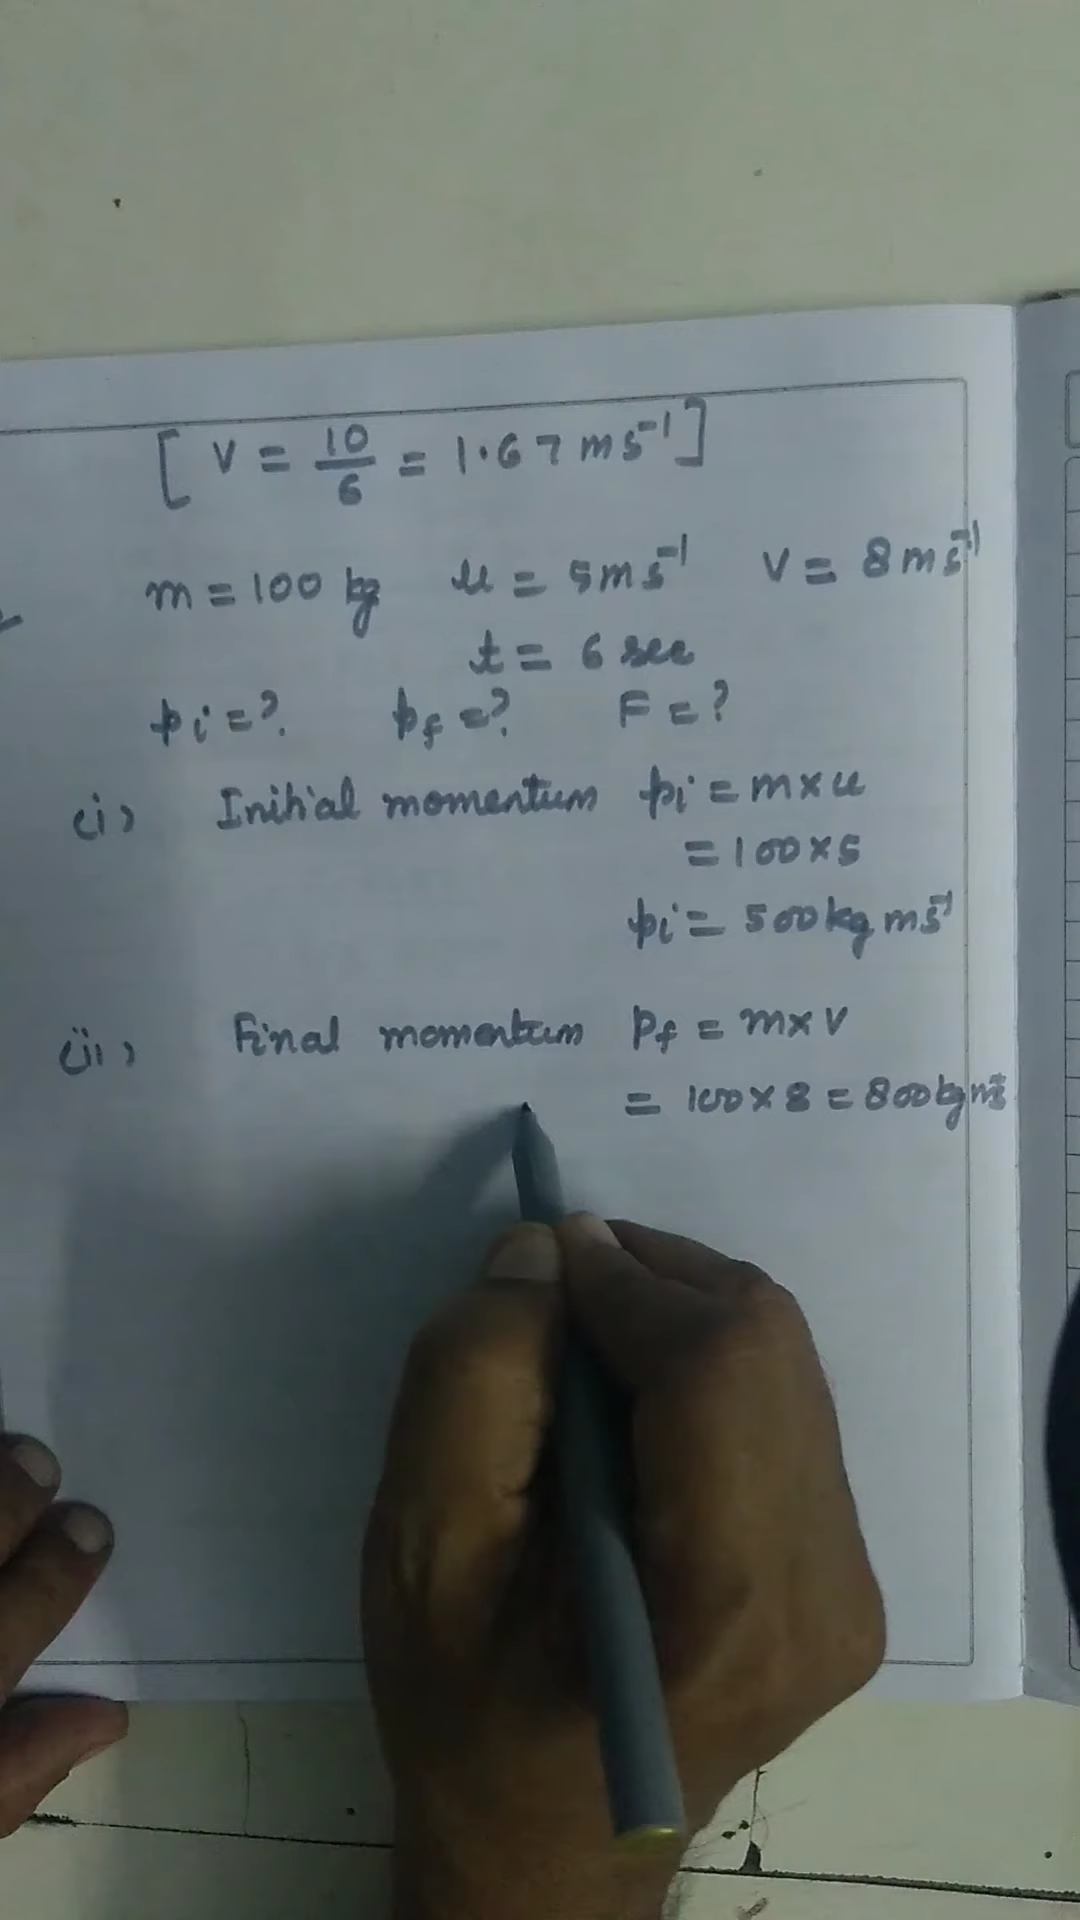 [ V = 10/6 = 1.67 ms⁻¹ ]
m = 100 kg u = 5 ms⁻¹ V = 8 ms⁻¹
t = 6 sec
pi = ? pf = ? F = ?
(i) Initial momentum pi = m×u
= 100×5
pi = 500 kg ms⁻¹
(ii) Final momentum Pf = m×v
= 100×8 = 800 kg ms⁻¹